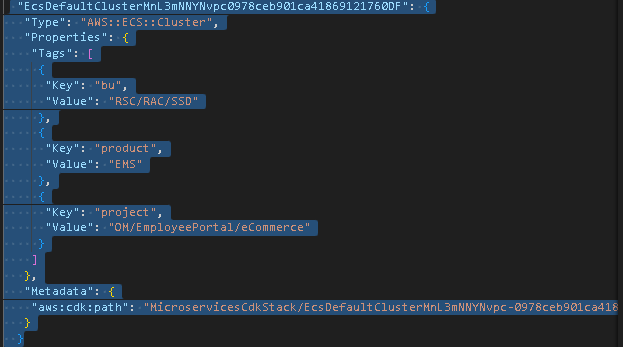 "EcsDefaultClusterMnL3mNNYNvpc0978ceb901ca41869121760DF": {
"Type": "AWS::ECS::Cluster",
"Properties": {
"Tags": [
{
"Key": "bu",
"Value": "RSC/RAC/SSD"
},
{
"Key": "product",
"Value": "EMS"
},
{
"Key": "project",
"Value": "OM/EmployeePortal/eCommerce"
}
]
},
"Metadata": {
"aws:cdk:path": "MicroservicesCdkStack/EcsDefaultClusterMnL3mNNYNvpc-0978ceb901ca418
}
}